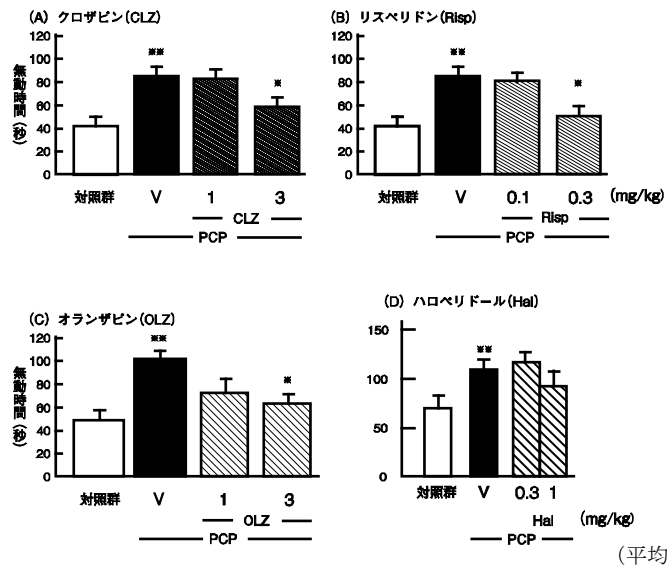 (A) クロザピン(CLZ)
無動時間(秒)
120
100
80
60
40
20
0
※※
※
対照群 V 1 3
CLZ
PCP
(B) リスペリドン(Risp)
120
100
80
60
40
20
0
※※
※
対照群 V 0.1 0.3 (mg/kg)
Risp
PCP
(C) オランザピン(OLZ)
無動時間(秒)
120
100
80
60
40
20
0
※※
※
対照群 V 1 3
OLZ
PCP
(D) ハロペリドール(Hal)
150
100
50
0
※※
対照群 V 0.3 1
Hal (mg/kg)
PCP
(平均